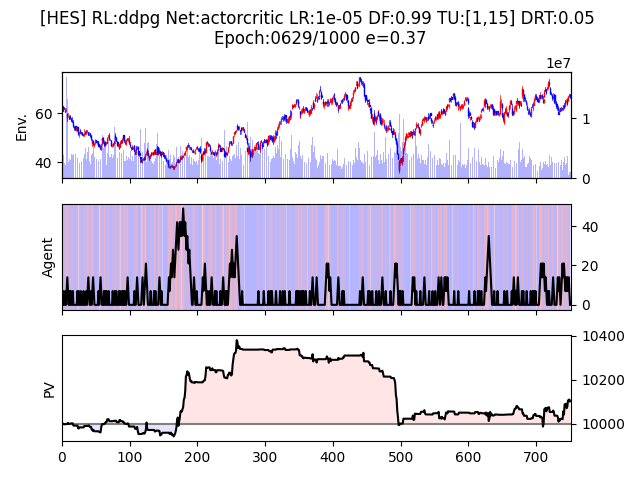 [HES] RL:ddpg Net:actorcritic LR:1e-05 DF:0.99 TU:[1,15] DRT:0.05
Epoch:0629/1000 e=0.37
1e7
Env.
60
40
1
0
Agent
40
20
0
PV
10400
10200
10000
0 100 200 300 400 500 600 700